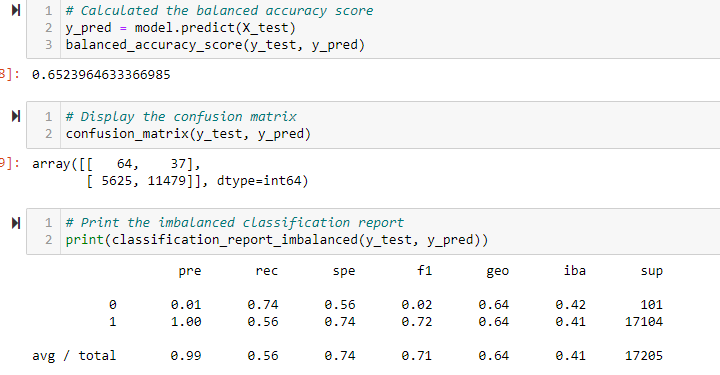 1 # Calculated the balanced accuracy score
2 y_pred = model.predict(X_test)
3 balanced_accuracy_score(y_test, y_pred)
8]: 0.6523964633366985
1 # Display the confusion matrix
2 confusion_matrix(y_test, y_pred)
9]: array([[ 64, 37],
[ 5625, 11479]], dtype=int64)
1 # Print the imbalanced classification report
2 print(classification_report_imbalanced(y_test, y_pred))
pre rec spe f1 geo iba sup
0 0.01 0.74 0.56 0.02 0.64 0.42 101
1 1.00 0.56 0.74 0.72 0.64 0.41 17104
avg / total 0.99 0.56 0.74 0.71 0.64 0.41 17205